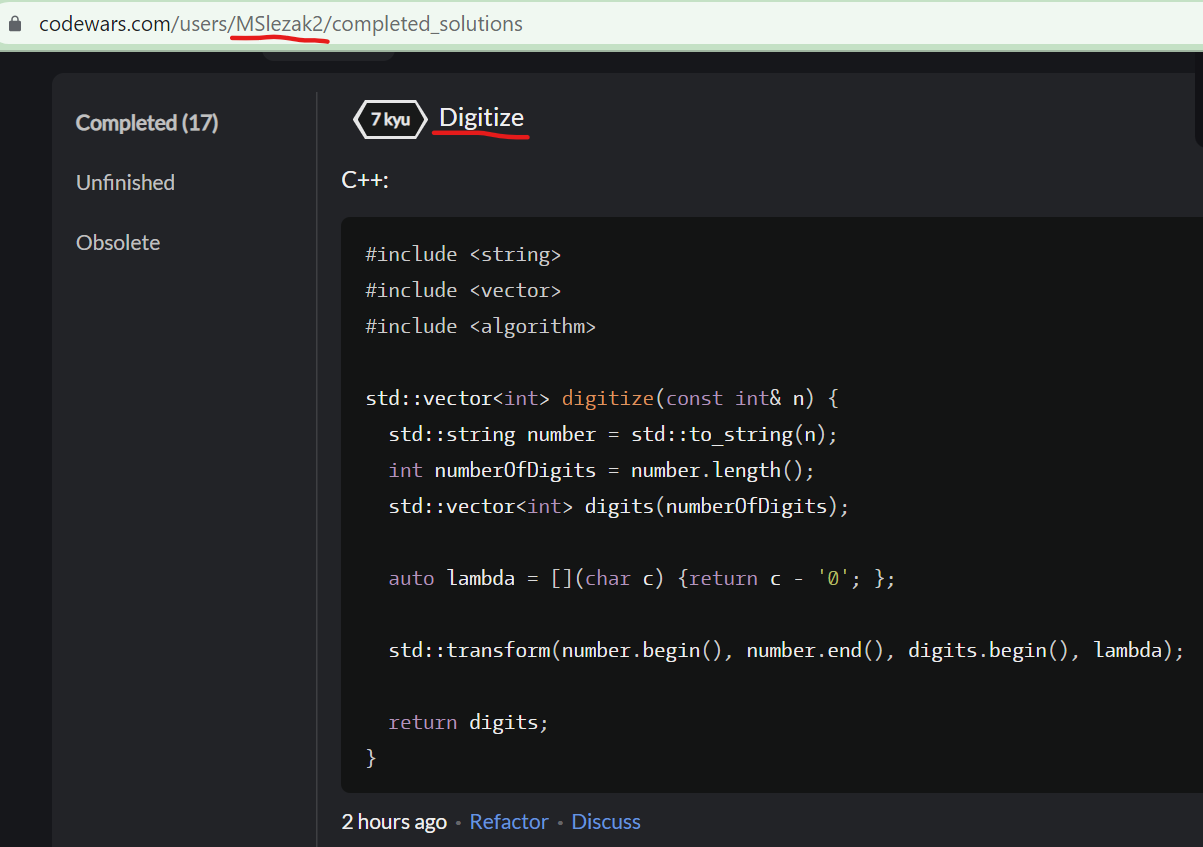 codewars.com/users/MSlezak2/completed_solutions
Completed (17)
Unfinished
Obsolete
7 kyu Digitize
C++:
#include <string>
#include <vector>
#include <algorithm>
std::vector<int> digitize(const int& n) {
std::string number = std::to_string(n);
int numberOfDigits = number.length();
std::vector<int> digits(numberOfDigits);
auto lambda = [](char c) {return c - '0'; };
std::transform(number.begin(), number.end(), digits.begin(), lambda);
return digits;
}
2 hours ago · Refactor · Discuss